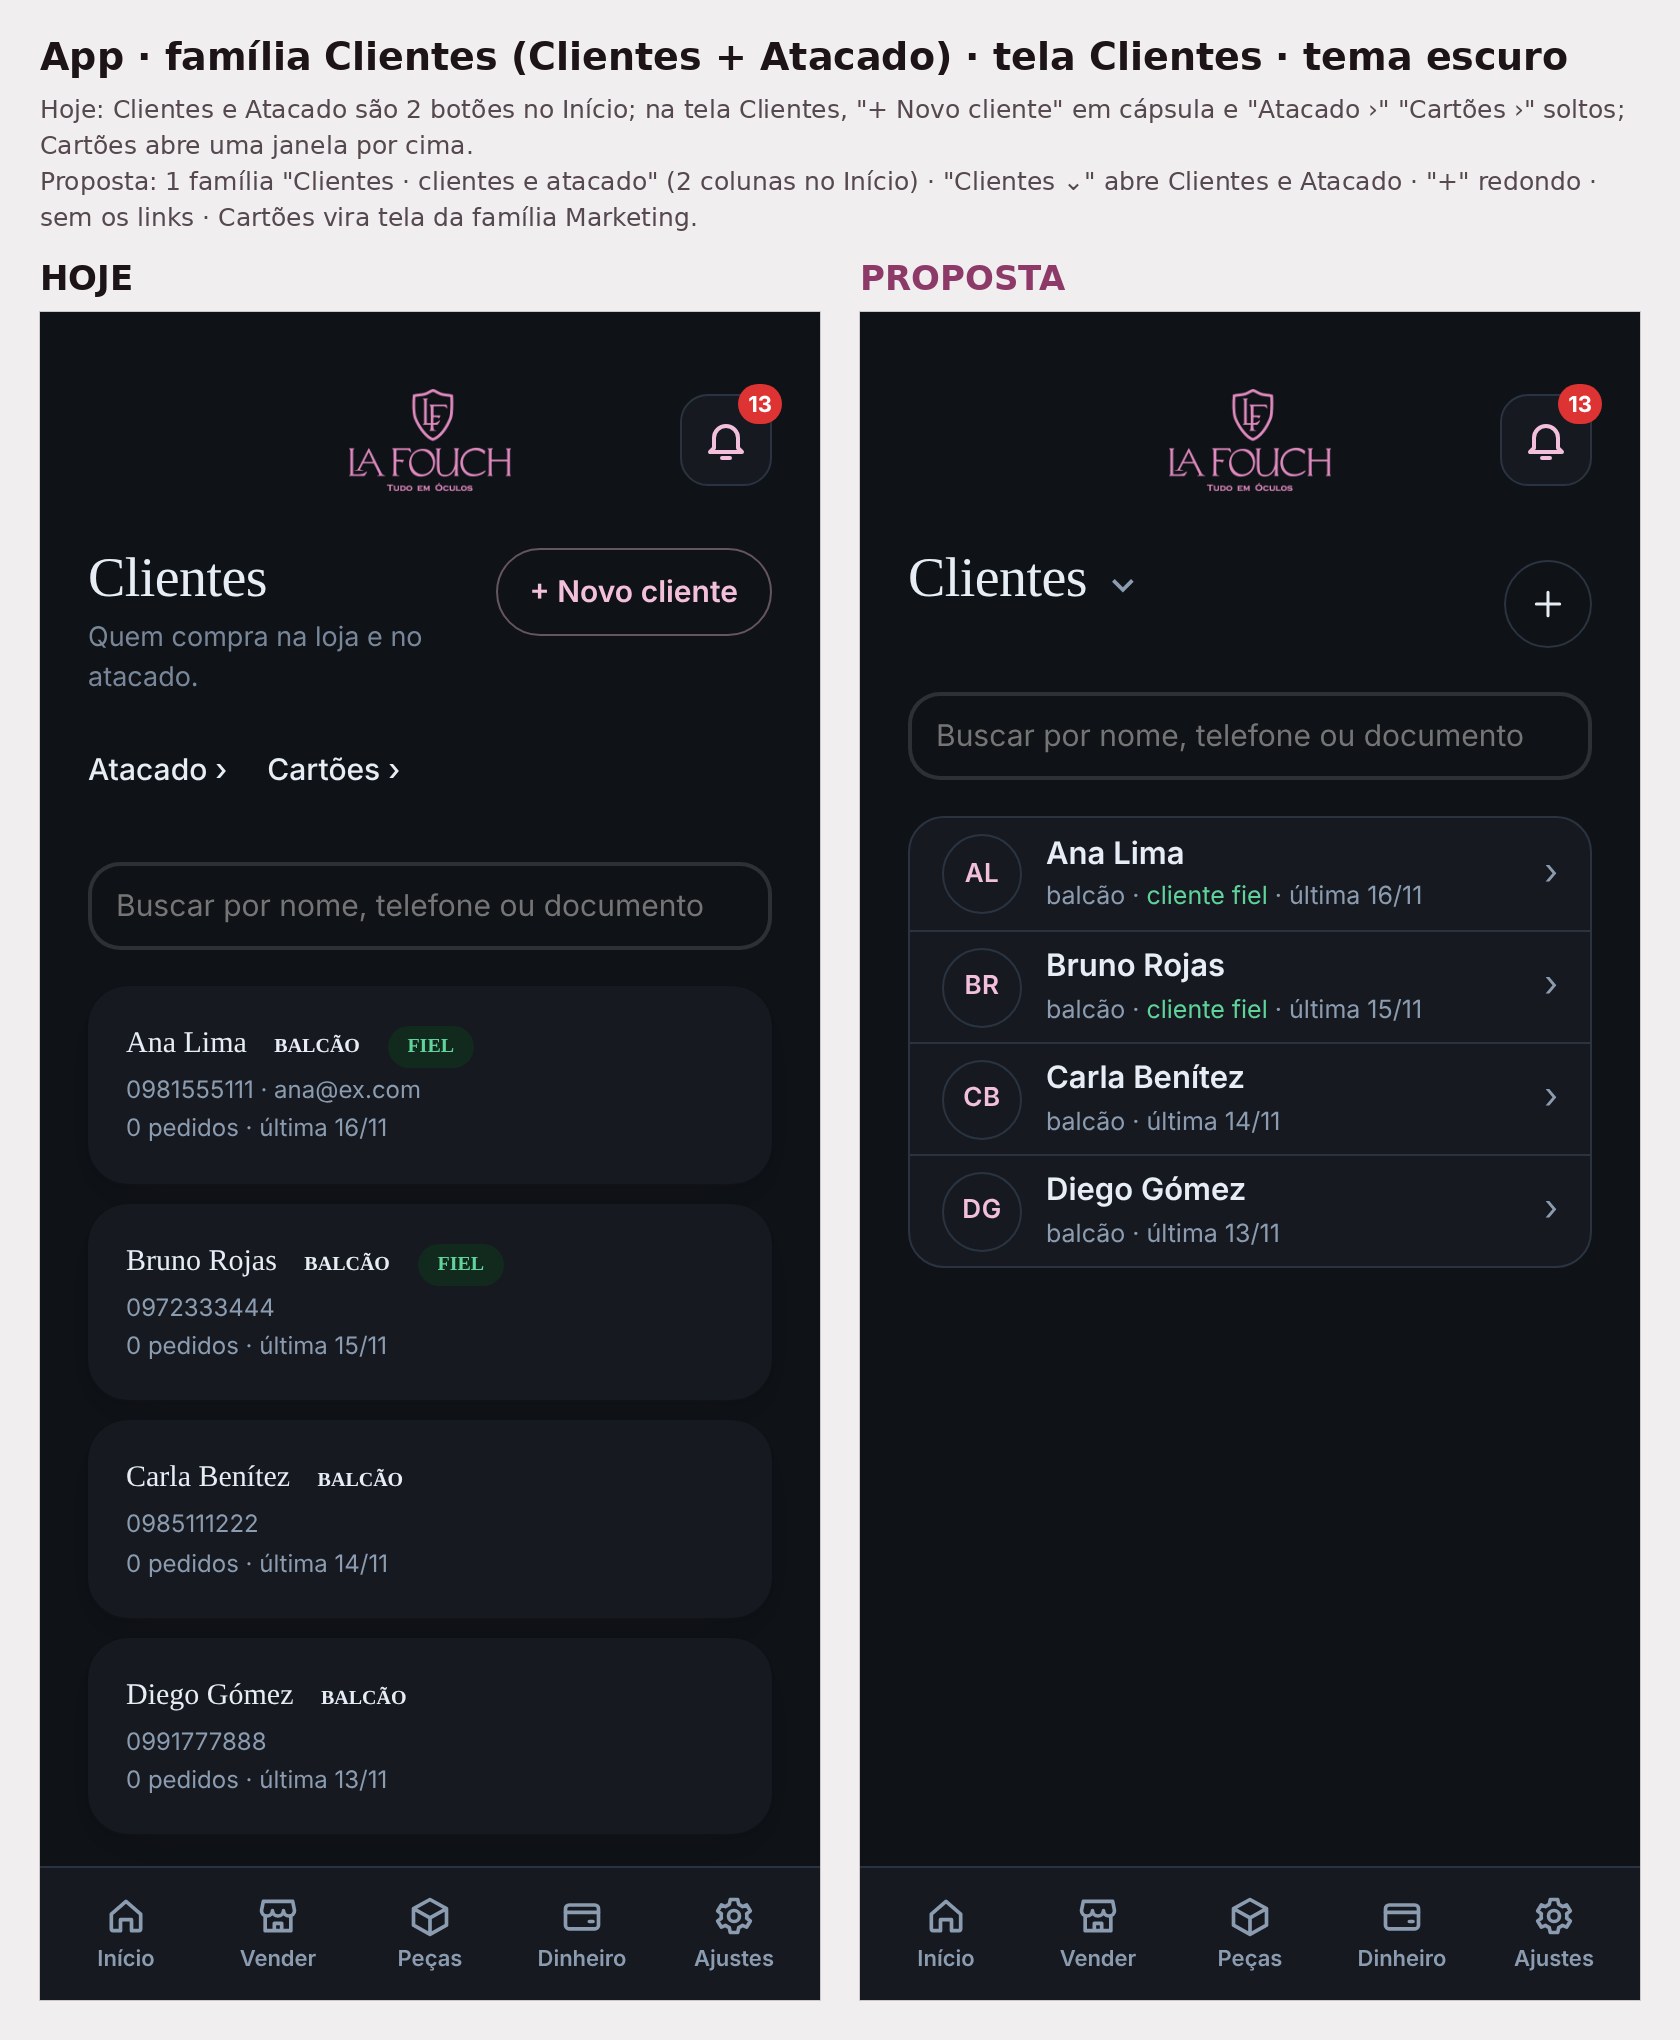 App · família Clientes (Clientes + Atacado) · tela Clientes · tema escuro
Hoje: Clientes e Atacado são 2 botões no Início; na tela Clientes, "+ Novo cliente" em cápsula e "Atacado ›" "Cartões ›" soltos;
Cartões abre uma janela por cima.
Proposta: 1 família "Clientes · clientes e atacado" (2 colunas no Início) · "Clientes ⌄" abre Clientes e Atacado · "+" redondo ·
sem os links · Cartões vira tela da família Marketing.
HOJE
LF
LA FOUCH
TUDO EM ÓCULOS
13
Clientes
+ Novo cliente
Quem compra na loja e no
atacado.
Atacado › Cartões ›
Buscar por nome, telefone ou documento
Ana Lima BALCÃO FIEL
0981555111 · ana@ex.com
0 pedidos · última 16/11
Bruno Rojas BALCÃO FIEL
0972333444
0 pedidos · última 15/11
Carla Benítez BALCÃO
0985111222
0 pedidos · última 14/11
Diego Gómez BALCÃO
0991777888
0 pedidos · última 13/11
Início Vender Peças Dinheiro Ajustes
PROPOSTA
LF
LA FOUCH
TUDO EM ÓCULOS
13
Clientes ⌄
+
Buscar por nome, telefone ou documento
AL Ana Lima ›
balcão · cliente fiel · última 16/11
BR Bruno Rojas ›
balcão · cliente fiel · última 15/11
CB Carla Benítez ›
balcão · última 14/11
DG Diego Gómez ›
balcão · última 13/11
Início Vender Peças Dinheiro Ajustes